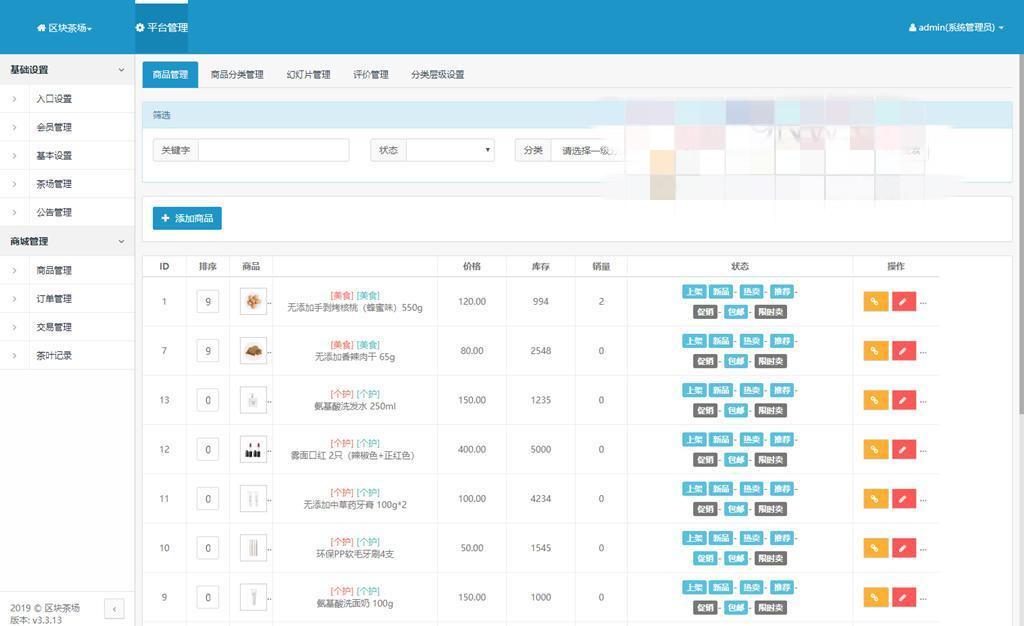 区块茶场
平台管理
admin(系统管理员)
基础设置
入口设置
会员管理
基本设置
茶场管理
公告管理
商城管理
商品管理
订单管理
交易管理
茶叶记录
2019 © 区块茶场
版本: v3.3.13
商品管理 商品分类管理 幻灯片管理 评价管理 分类层级设置
筛选
关键字 状态 分类 请选择一级
+ 添加商品
ID 排序 商品 价格 库存 销量 状态 操作
[美食] [美食]
1 9 无添加手剥烤核桃（蜂蜜味）550g 120.00 994 2
上架 新品- 热卖- 推荐-
促销- 包邮- 限时卖
...
[美食] [美食]
7 9 无添加香辣肉干 65g 80.00 2548 0
上架 新品- 热卖- 推荐-
促销- 包邮- 限时卖
...
[个护] [个护]
13 0 氨基酸洗发水 250ml 150.00 1235 0
上架 新品- 热卖- 推荐-
促销- 包邮- 限时卖
...
[个护] [个护]
12 0 雾面口红 2只（辣椒色+正红色） 400.00 5000 0
上架 新品- 热卖- 推荐-
促销- 包邮- 限时卖
...
[个护] [个护]
11 0 无添加中草药牙膏 100g*2 100.00 4234 0
上架 新品- 热卖- 推荐-
促销- 包邮- 限时卖
...
[个护] [个护]
10 0 环保PP软毛牙刷4支 50.00 1545 0
上架 新品- 热卖- 推荐-
促销- 包邮- 限时卖
...
[个护] [个护]
9 0 氨基酸洗面奶 100g 150.00 1000 0
上架 新品- 热卖- 推荐-
促销- 包邮- 限时卖
...